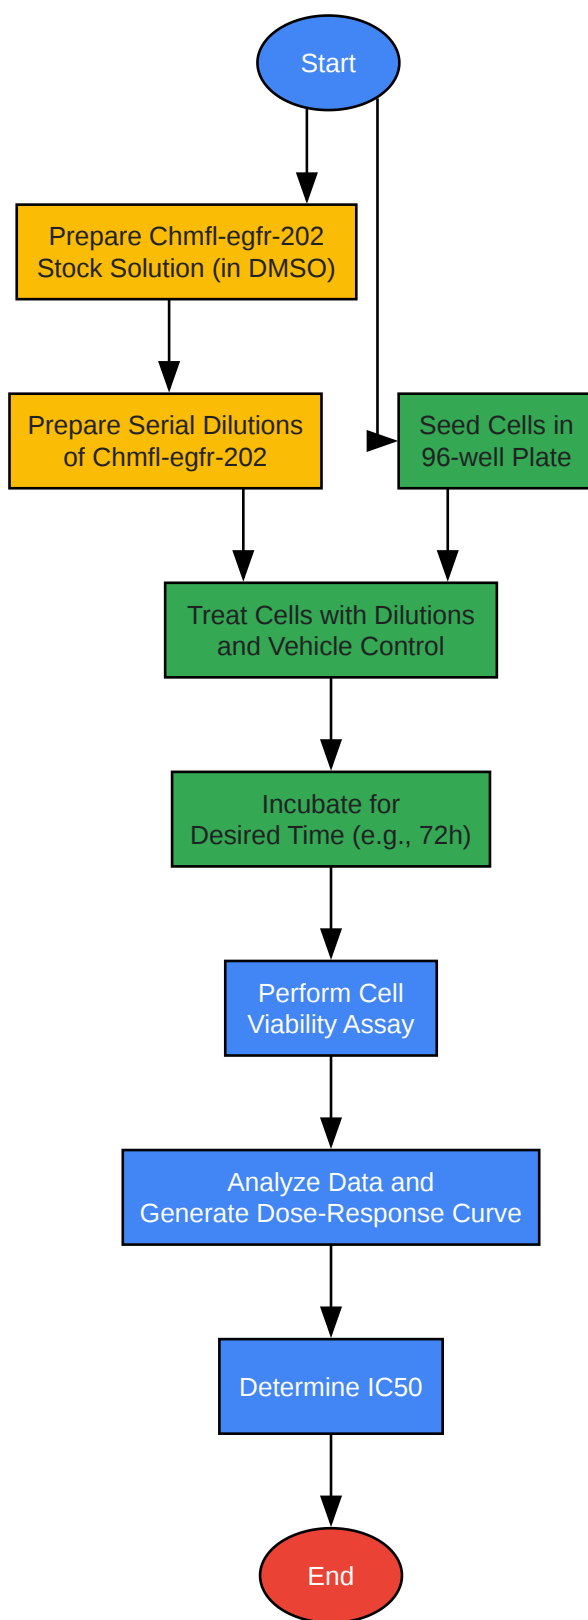 Start
Prepare Chmfl-egfr-202
Stock Solution (in DMSO)
Prepare Serial Dilutions
of Chmfl-egfr-202
Seed Cells in
96-well Plate
Treat Cells with Dilutions
and Vehicle Control
Incubate for
Desired Time (e.g., 72h)
Perform Cell
Viability Assay
Analyze Data and
Generate Dose-Response Curve
Determine IC50
End